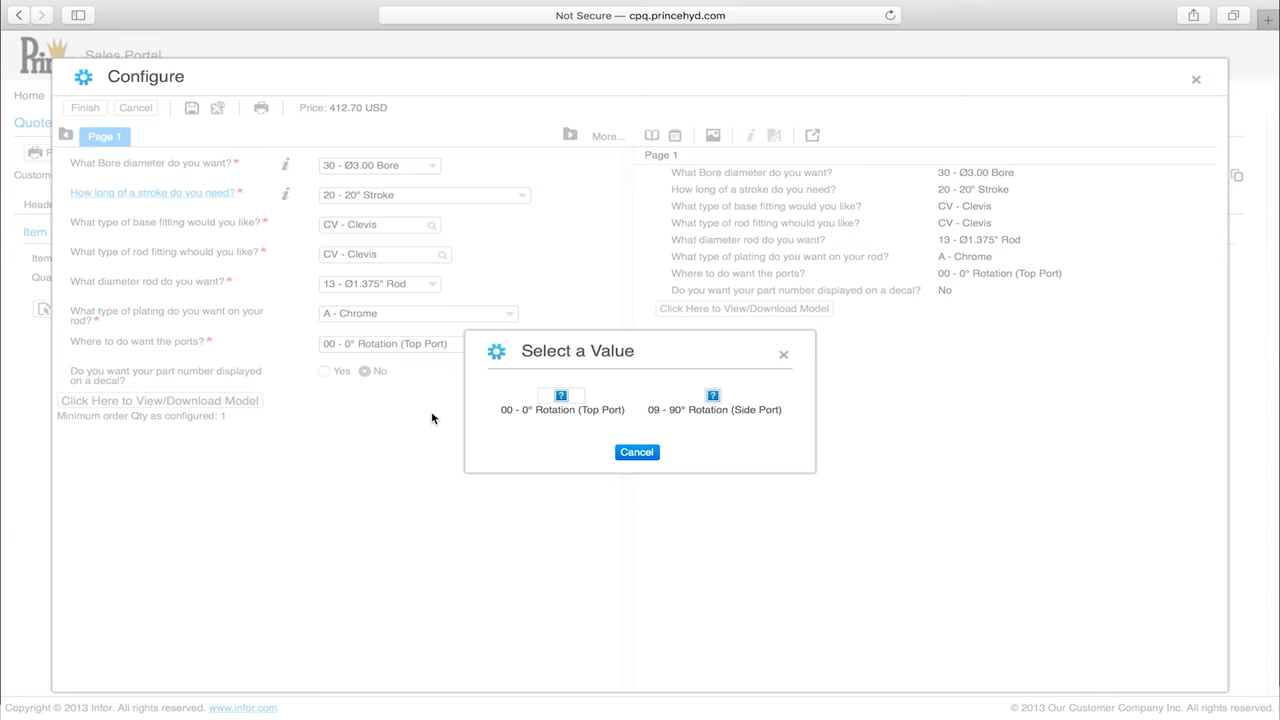 Not Secure — cpq.princehyd.com
Sales Portal
Home
Quote
Custome
Heade
Item
Item
Qua
Configure
Finish
Cancel
Price: 412.70 USD
Page 1
More...
What Bore diameter do you want? *
30 - Ø3.00 Bore
How long of a stroke do you need? *
20 - 20" Stroke
What type of base fitting would you like? *
CV - Clevis
What type of rod fitting whould you like? *
CV - Clevis
What diameter rod do you want? *
13 - Ø1.375" Rod
What type of plating do you want on your
rod? *
A - Chrome
Where to do want the ports? *
00 - 0° Rotation (Top Port)
Do you want your part number displayed
on a decal?
Yes
No
Click Here to View/Download Model
Minimum order Qty as configured: 1
Page 1
What Bore diameter do you want? 30 - Ø3.00 Bore
How long of a stroke do you need? 20 - 20" Stroke
What type of base fitting would you like? CV - Clevis
What type of rod fitting whould you like? CV - Clevis
What diameter rod do you want? 13 - Ø1.375" Rod
What type of plating do you want on your rod? A - Chrome
Where to do want the ports? 00 - 0° Rotation (Top Port)
Do you want your part number displayed on a decal? No
Click Here to View/Download Model
Select a Value
00 - 0° Rotation (Top Port)
09 - 90° Rotation (Side Port)
Cancel
Copyright © 2013 Infor. All rights reserved. www.infor.com
© 2013 Our Customer Company Inc. All rights reserved.